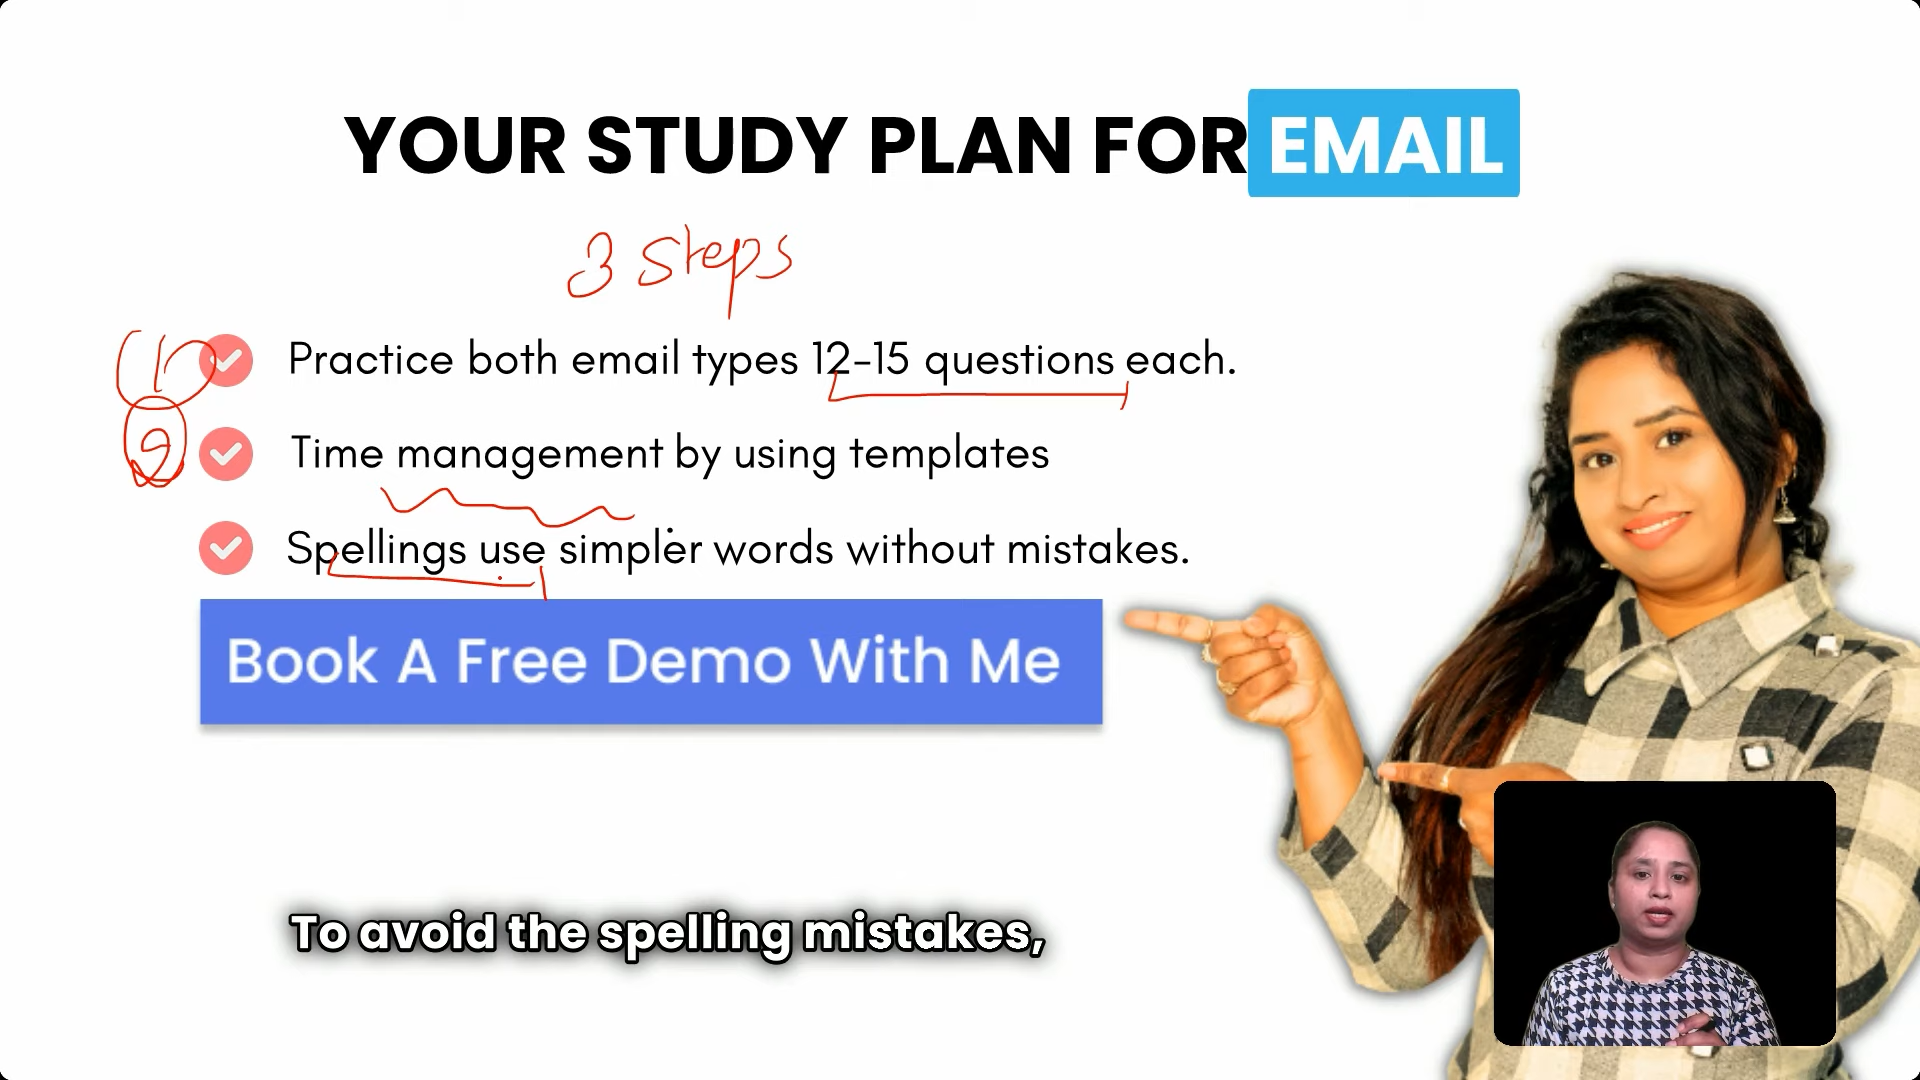 YOUR STUDY PLAN FOR EMAIL
3 steps
1 Practice both email types 12-15 questions each.
2 Time management by using templates
Spellings use simpler words without mistakes.
Book A Free Demo With Me
To avoid the spelling mistakes,